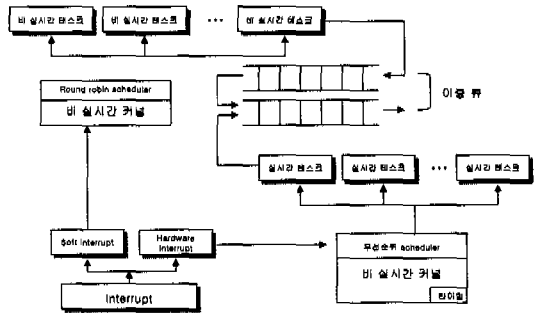 비 실시간 태스크
비 실시간 태스크
...
비 실시간 태스크
Round robin scheduler
비 실시간 커널
이중 큐
실시간 태스크
실시간 태스크
...
실시간 태스크
Soft Interrupt
Hardware Interrupt
우선순위 scheduler
비 실시간 커널
타이머
Interrupt